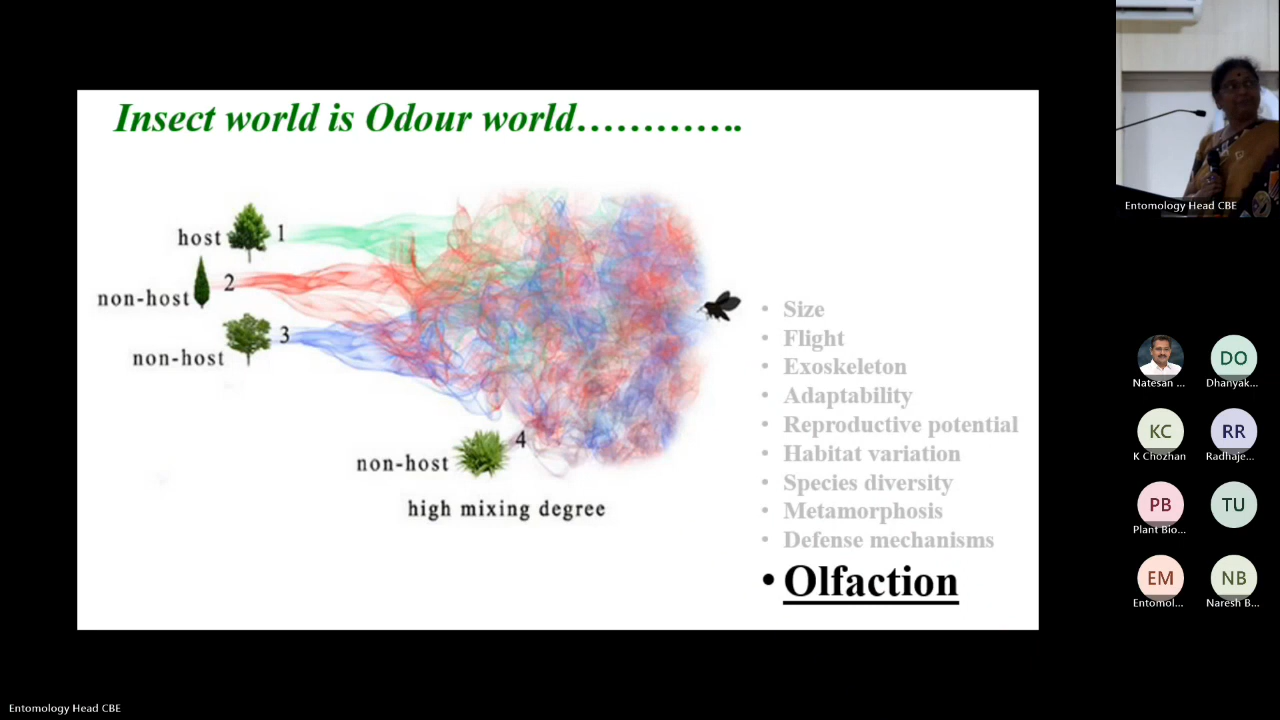 Insect world is Odour world.............
host
1
non-host
2
non-host
3
non-host
4
high mixing degree
• Size
• Flight
• Exoskeleton
• Adaptability
• Reproductive potential
• Habitat variation
• Species diversity
• Metamorphosis
• Defense mechanisms
• Olfaction
Entomology Head CBE
Natesan ...
DO
Dhanyak...
KC
K Chozhan
RR
Radhaje...
PB
Plant Bio...
TU
EM
Entomol...
NB
Naresh B...
Entomology Head CBE